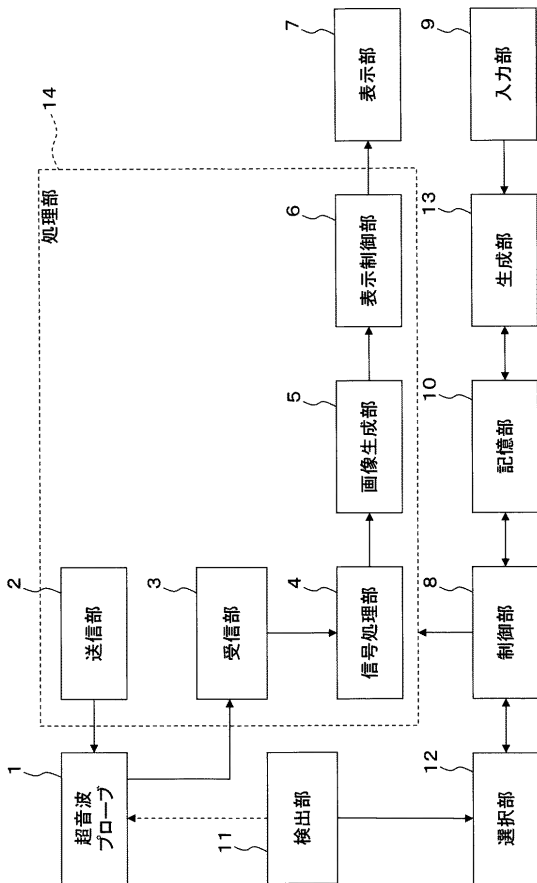 14
処理部
1
超音波
プローブ
2
送信部
3
受信部
4
信号処理部
5
画像生成部
6
表示制御部
7
表示部
11
検出部
12
選択部
8
制御部
10
記憶部
13
生成部
9
入力部